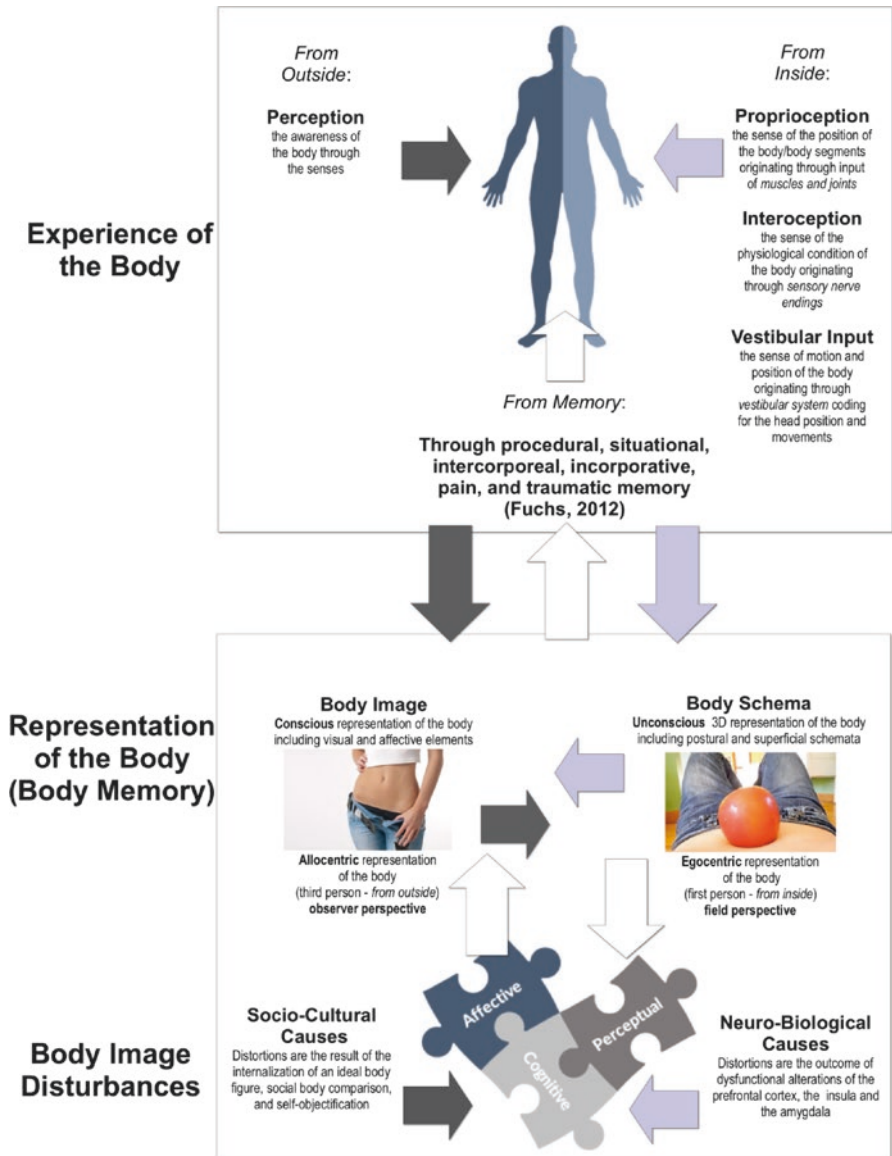 From
Outside:
Perception
the awareness of
the body through
the senses
From
Inside:
Proprioception
the sense of the position of
the body/body segments
originating through input
of muscles and joints
Interoception
the sense of the
physiological condition of
the body originating
through sensory nerve
endings
Vestibular Input
the sense of motion and
position of the body
originating through
vestibular system coding
for the head position and
movements
Experience of
the Body
From Memory:
Through procedural, situational,
intercorporeal, incorporative,
pain, and traumatic memory
(Fuchs, 2012)
Representation
of the Body
(Body Memory)
Body Image
Conscious representation of the body
including visual and affective elements
Allocentric representation
of the body
(third person - from outside)
observer perspective
Body Schema
Unconscious 3D representation of the body
including postural and superficial schemata
Egocentric representation
of the body
(first person - from inside)
field perspective
Body Image
Disturbances
Socio-Cultural
Causes
Distortions are the result of the
internalization of an ideal body
figure, social body comparison,
and self-objectification
Affective
Cognitive
Perceptual
Neuro-Biological
Causes
Distortions are the outcome of
dysfunctional alterations of the
prefrontal cortex, the insula and
the amygdala